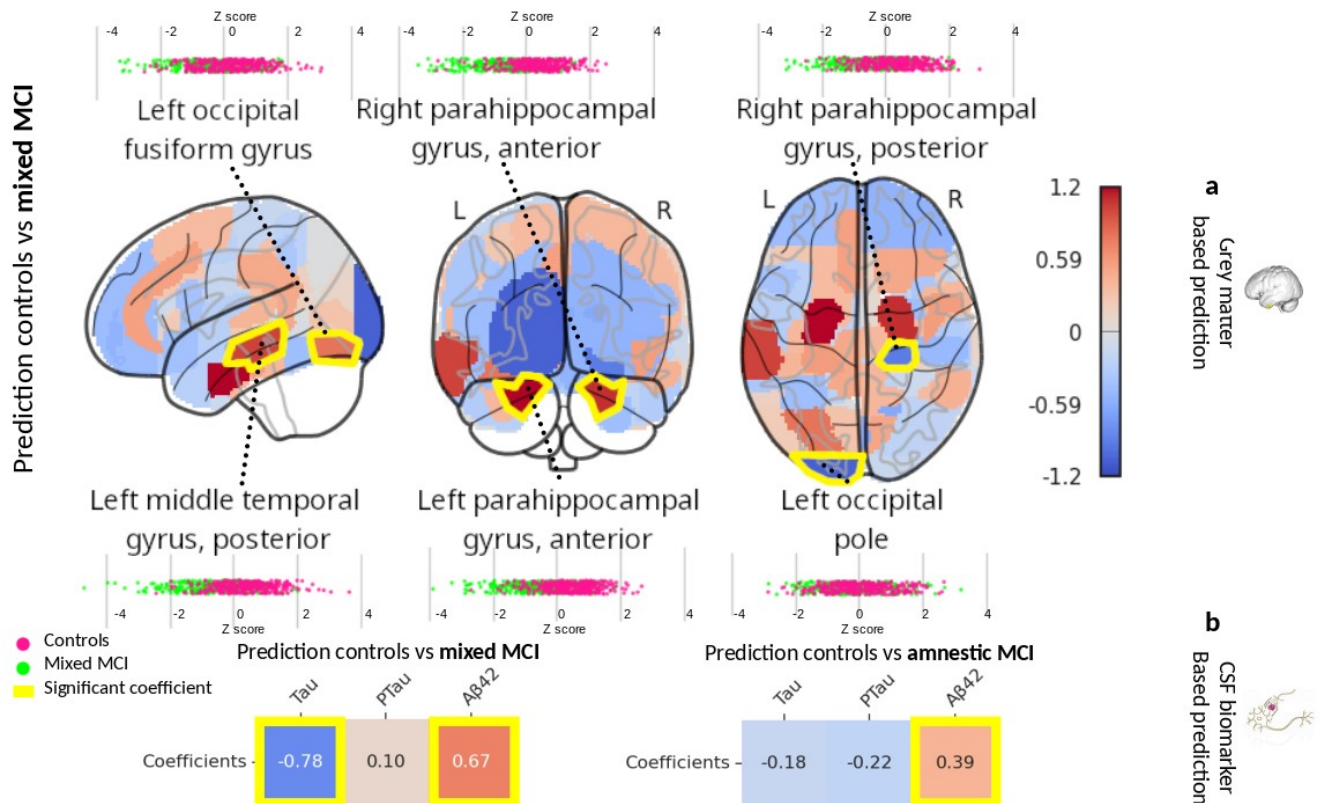 Z score
Z score
Z score
-4 -2 0 2 4
-4 -2 0 2 4
-4 -2 0 2 4
Prediction controls vs mixed MCI
Left occipital
fusiform gyrus
Right parahippocampal
gyrus, anterior
Right parahippocampal
gyrus, posterior
L R
L R
1.2
0.59
0
-0.59
-1.2
a
Grey matter
based prediction
Left middle temporal
gyrus, posterior
Left parahippocampal
gyrus, anterior
Left occipital
pole
-4 -2 0 2 4
-4 -2 0 2 4
-4 -2 0 2 4
Z score
Z score
Z score
Controls
Mixed MCI
Significant coefficient
Prediction controls vs mixed MCI
Tau PTau Aβ42
Coefficients -0.78 0.10 0.67
Prediction controls vs amnestic MCI
Tau PTau Aβ42
Coefficients -0.18 -0.22 0.39
b
CSF biomarker
Based prediction